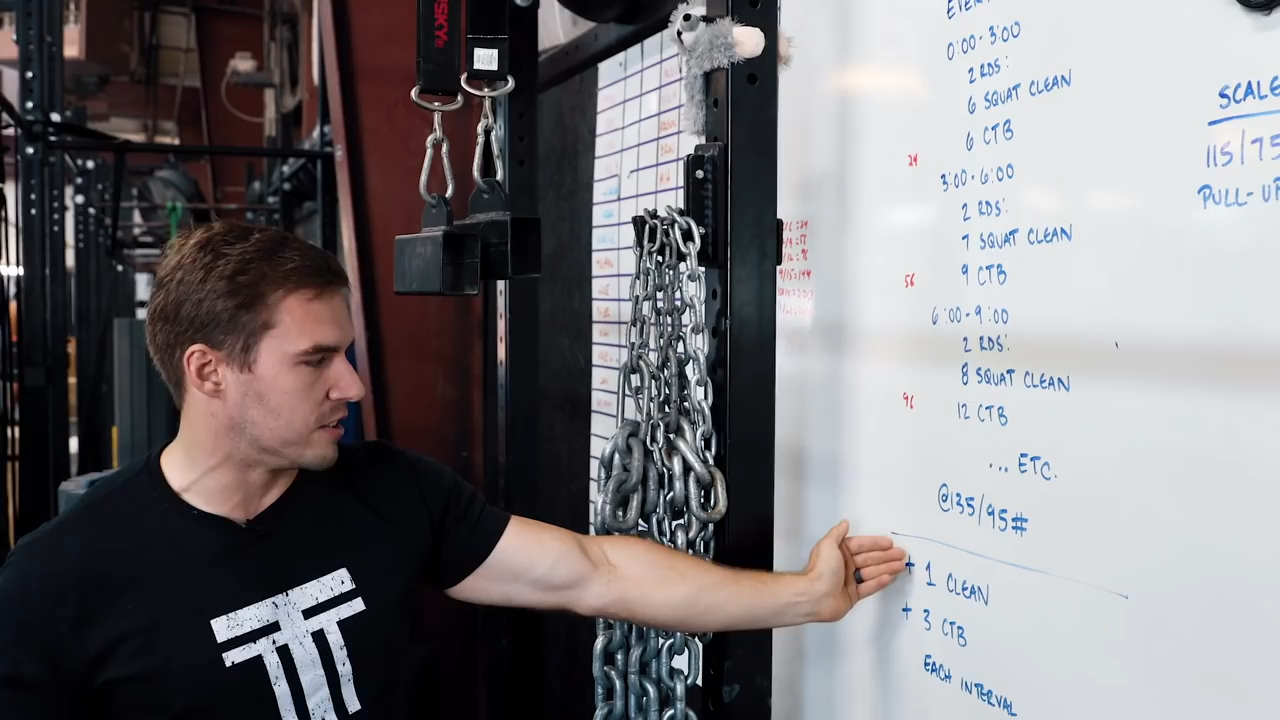 EVER
0:00-3:00
2 RDS:
6 SQUAT CLEAN
6 CTB
24
3:00-6:00
2 RDS:
7 SQUAT CLEAN
56
9 CTB
6:00-9:00
2 RDS:
8 SQUAT CLEAN
96
12 CTB
... ETC.
@135/95#
+ 1 CLEAN
+ 3 CTB
EACH INTERVAL
SCALE
115/75
PULL-UP